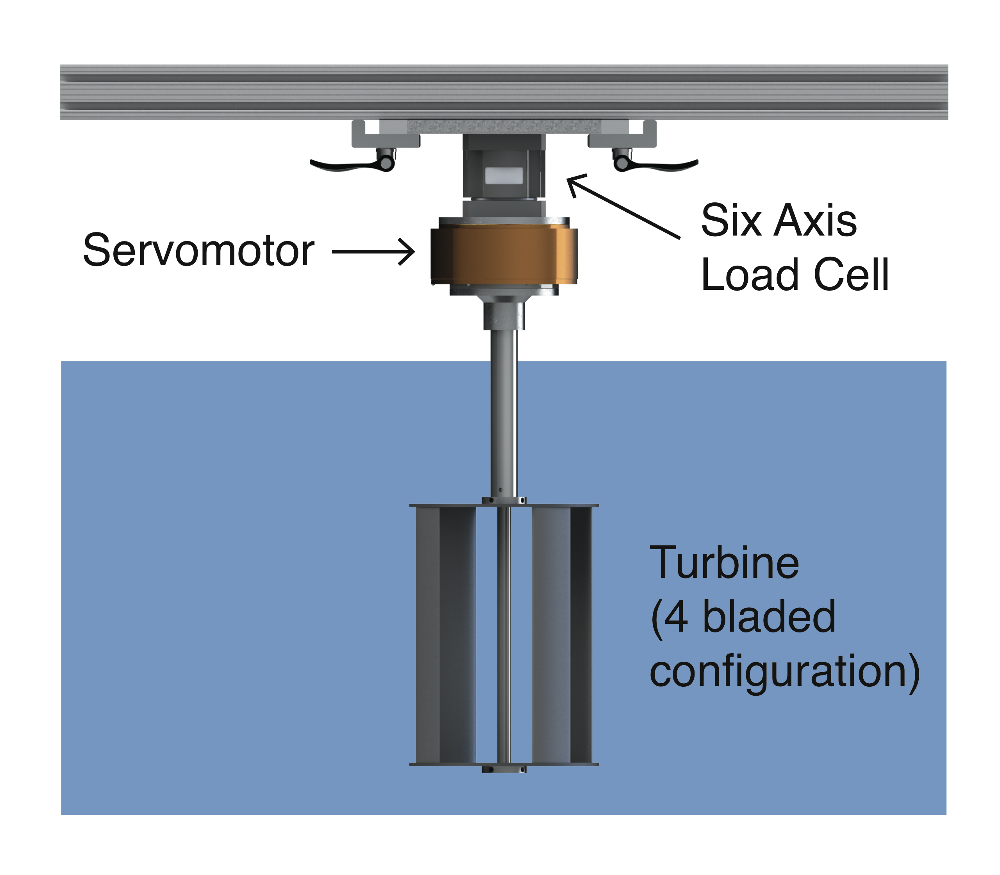 Servomotor
Six Axis
Load Cell
Turbine
(4 bladed
configuration)